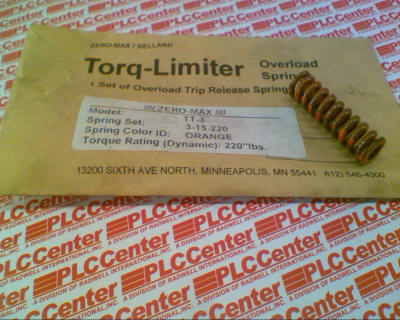 ZERO-MAX / HELLAND
Torq-Limiter Overload
Spring
r Set of Overload Trip Release Spring
Model: //// ZERO-MAX ////
Spring Set: TT-3
Spring Color ID: 3-15-220
Torque Rating (Dynamic): ORANGE
220"lbs.
13200 SIXTH AVE NORTH, MINNEAPOLIS, MN 55441 612) 546-4300
PLCCenter
A DIVISION OF RADWELL INTERNATIONAL, INC.